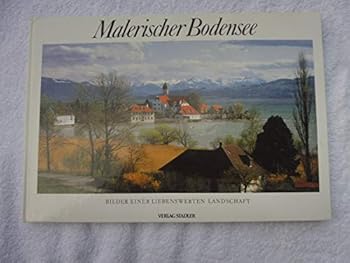 Malerischer Bodensee
BILDER EINER LIEBENSWERTEN LANDSCHAFT
VERLAG STADLER